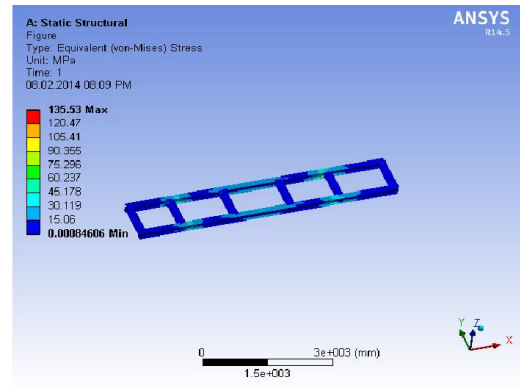 A: Static Structural
Figure
Type: Equivalent (von-Mises) Stress
Unit: MPa
Time: 1
08.02.2014 08:09 PM
135.53 Max
120.47
105.41
90.355
75.296
60.237
45.178
30.119
15.06
0.00084606 Min
ANSYS
R14.5
0 3e+003 (mm)
1.5e+003
Y Z
X